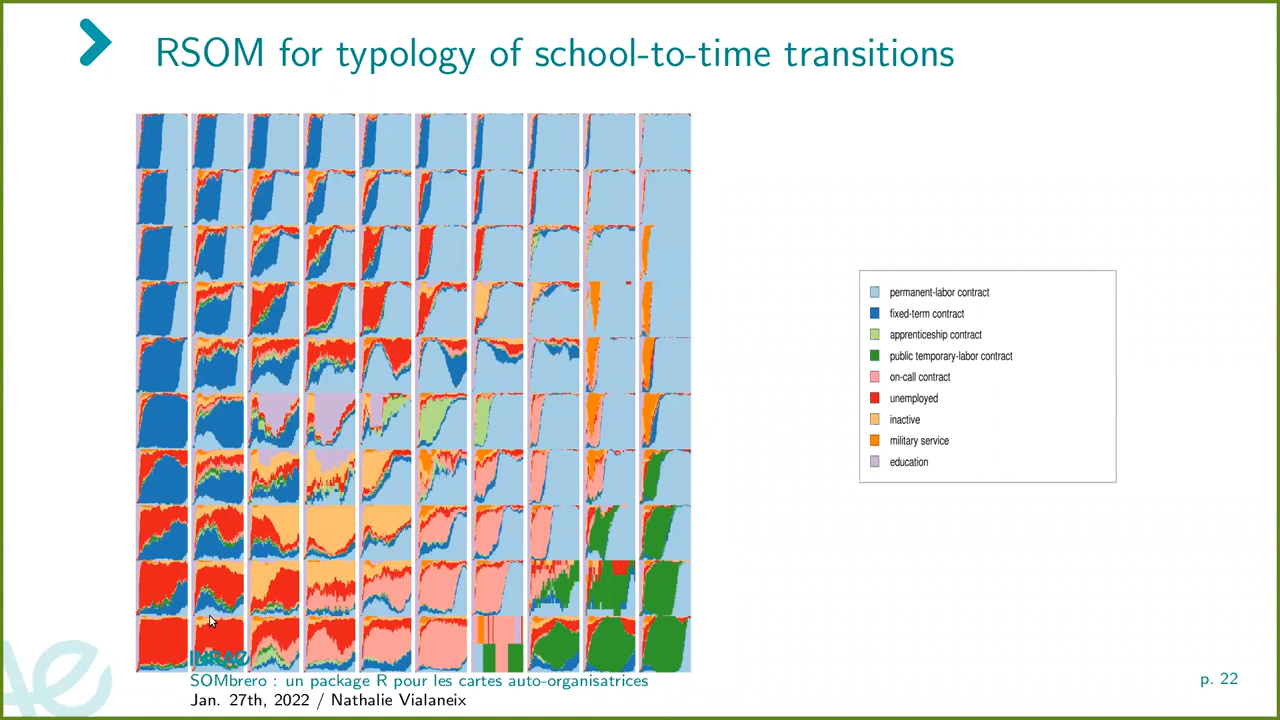 RSOM for typology of school-to-time transitions
permanent-labor contract
fixed-term contract
apprenticeship contract
public temporary-labor contract
on-call contract
unemployed
inactive
military service
education
INRAE
SOMbrero : un package R pour les cartes auto-organisatrices
Jan. 27th, 2022 / Nathalie Vialaneix
p. 22